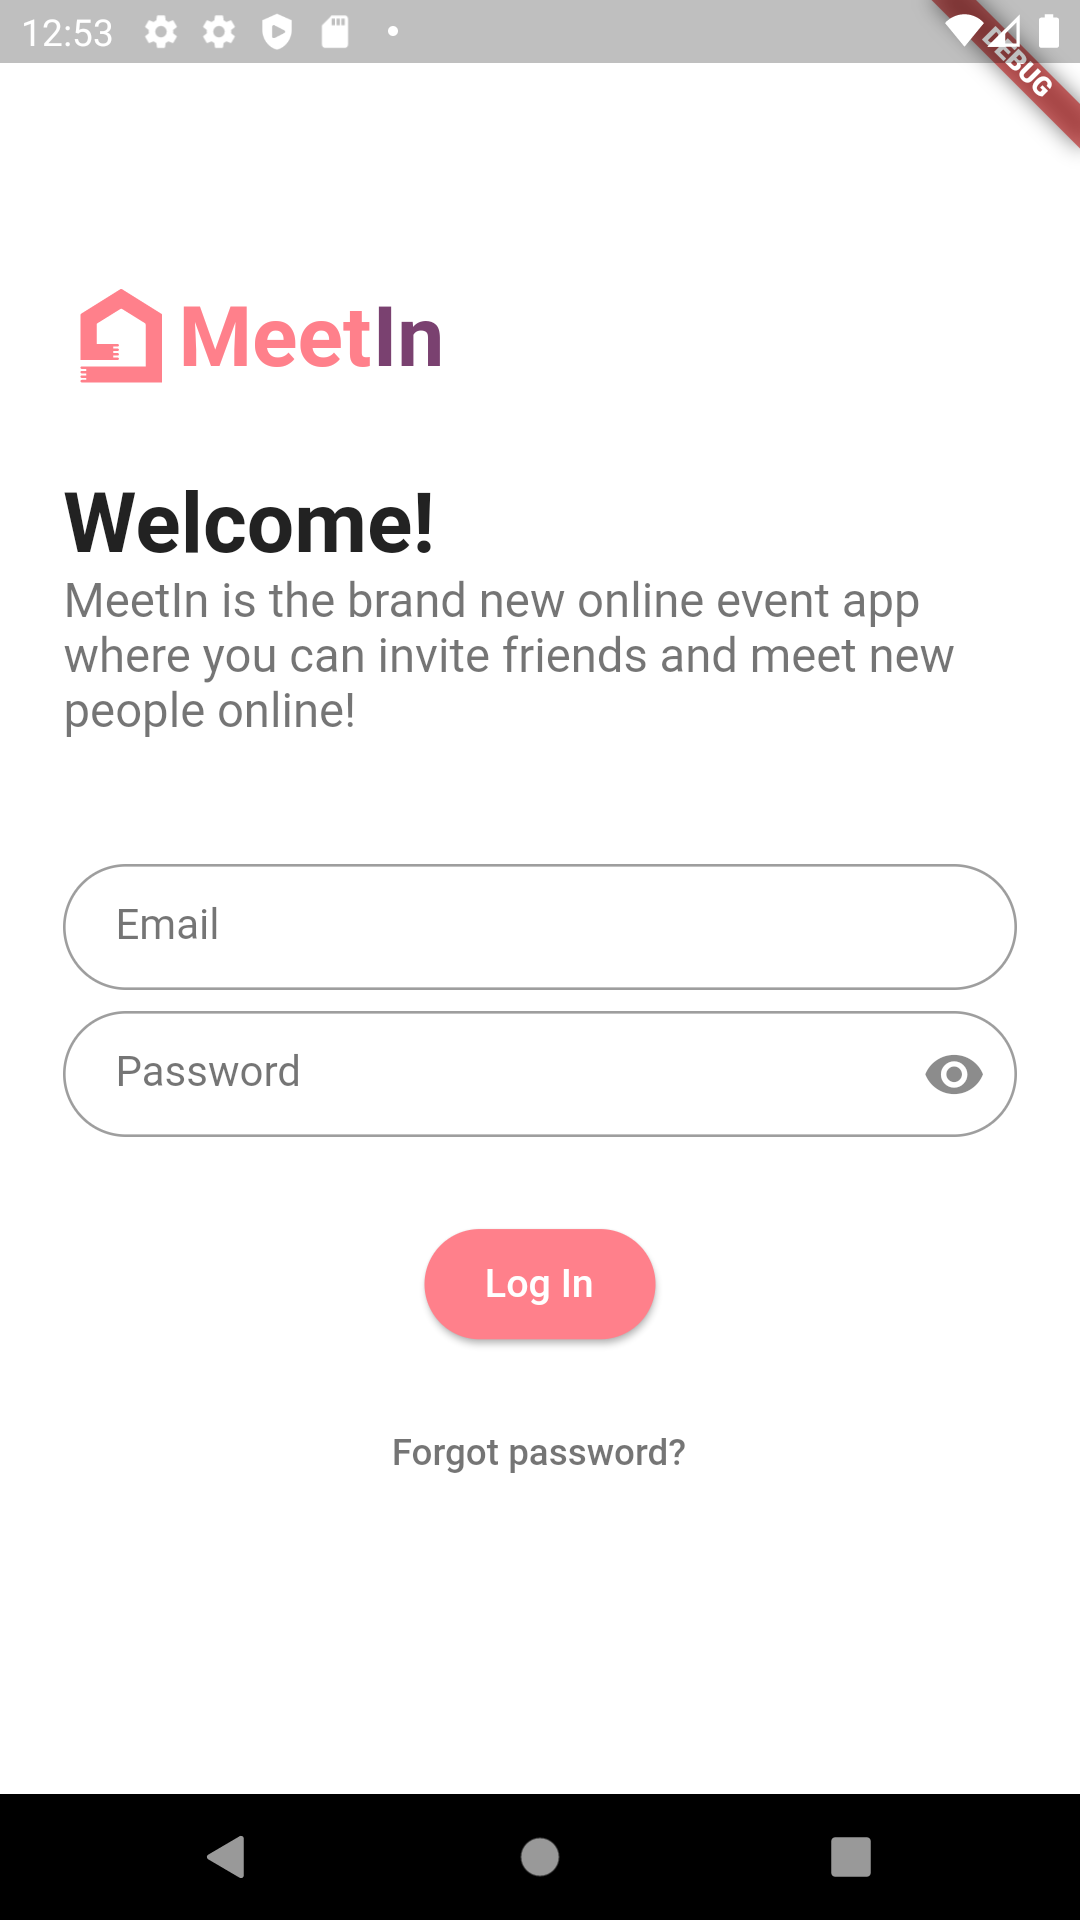 12:53
DEBUG
MeetIn
Welcome!
MeetIn is the brand new online event app
where you can invite friends and meet new
people online!
Email
Password
Log In
Forgot password?